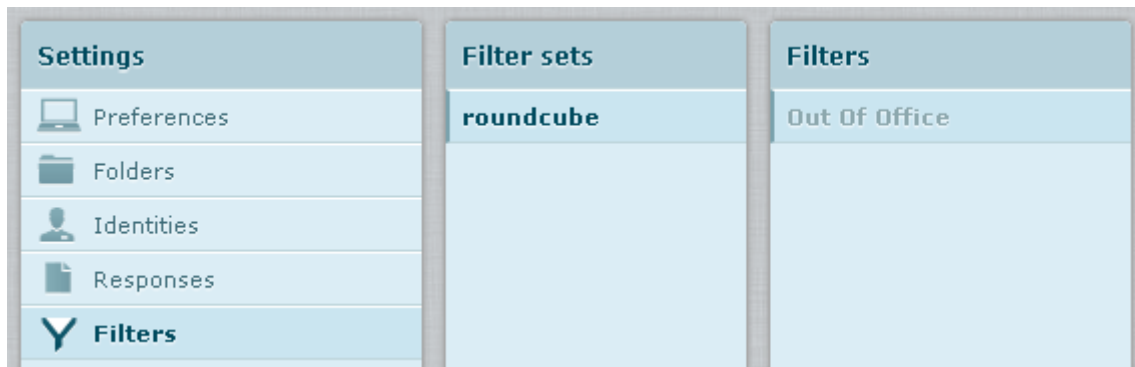 Settings
Preferences
Folders
Identities
Responses
Filters
Filter sets
roundcube
Filters
Out Of Office